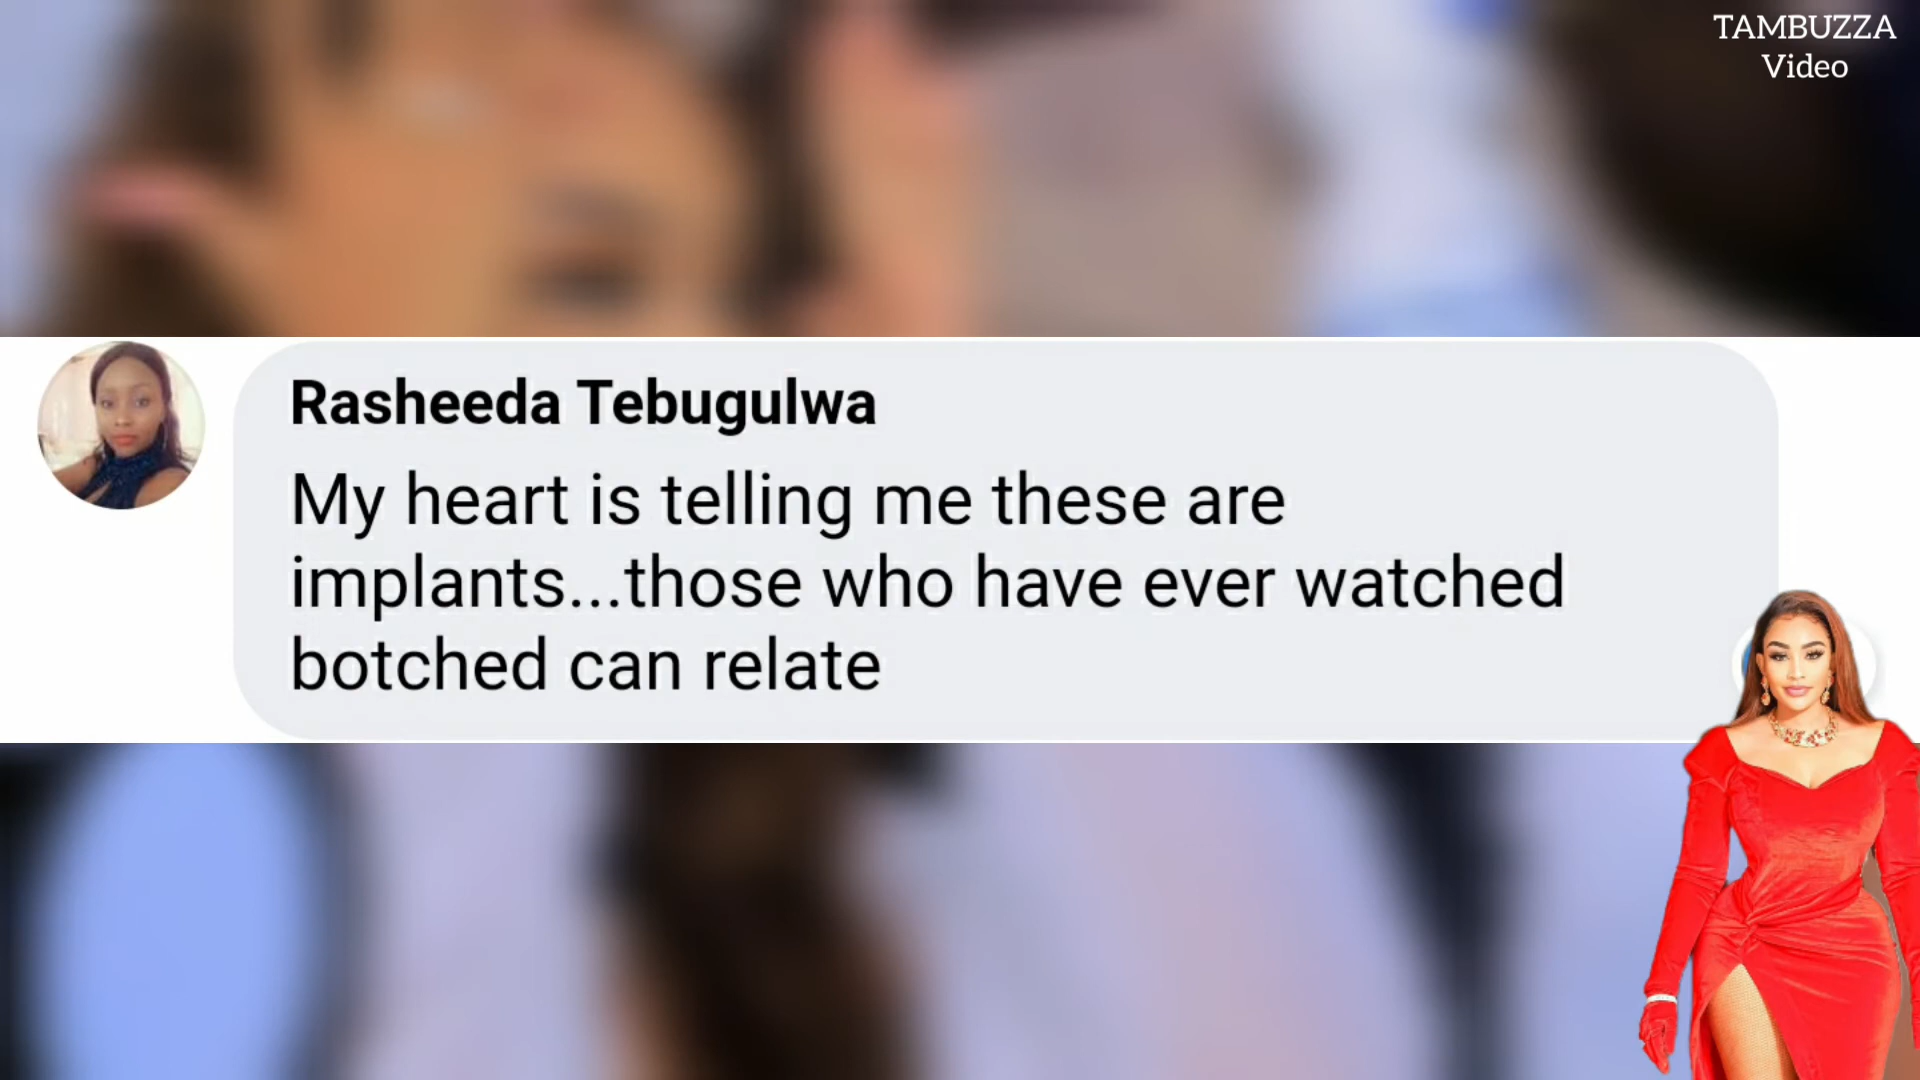 TAMBUZZA
Video
Rasheeda Tebugulwa
My heart is telling me these are
implants...those who have ever watched
botched can relate